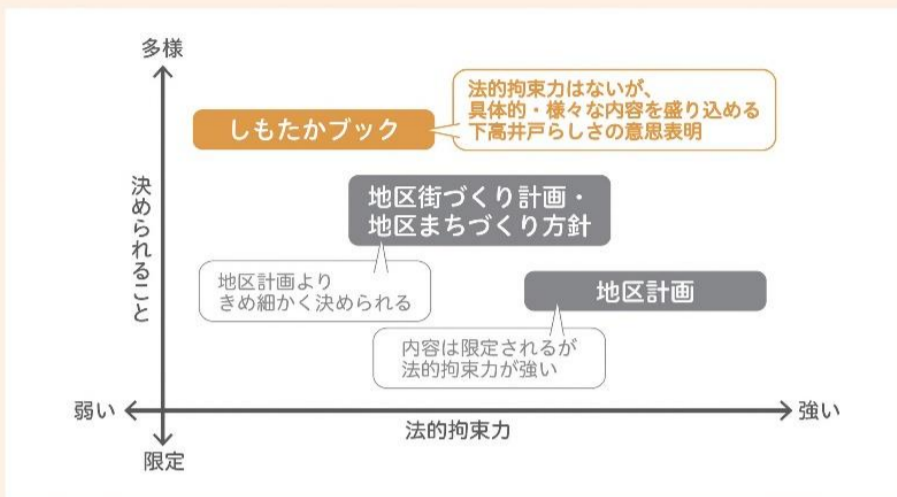 多様
しもたかブック
法的拘束力はないが、
具体的・様々な内容を盛り込める
下高井戸らしさの意思表明
決められること
地区街づくり計画・
地区まちづくり方針
地区計画より
きめ細かく決められる
地区計画
内容は限定されるが
法的拘束力が強い
弱い
強い
法的拘束力
限定